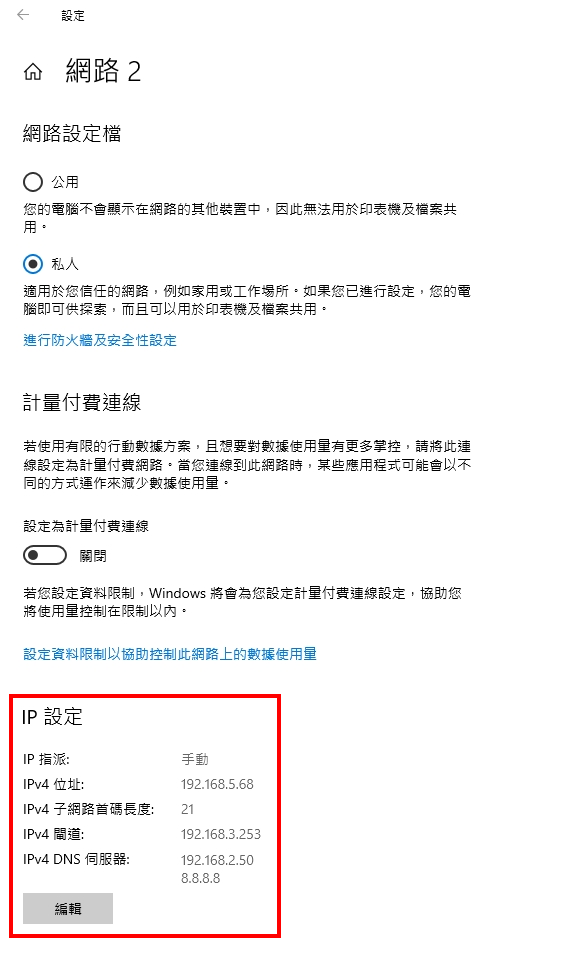 設定
網路 2
網路設定檔
公用
您的電腦不會顯示在網路的其他裝置中，因此無法用於印表機及檔案共
用。
私人
適用於您信任的網路，例如家用或工作場所。如果您已進行設定，您的電
腦即可供探索，而且可以用於印表機及檔案共用。
進行防火牆及安全性設定
計量付費連線
若使用有限的行動數據方案，且想要對數據使用量有更多掌控，請將此連
線設定為計量付費網路。當您連線到此網路時，某些應用程式可能會以不
同的方式運作來減少數據使用量。
設定為計量付費連線
關閉
若您設定資料限制，Windows 將會為您設定計量付費連線設定，協助您
將使用量控制在限制以內。
設定資料限制以協助控制此網路上的數據使用量
IP 設定
IP 指派: 手動
IPv4 位址: 192.168.5.68
IPv4 子網路首碼長度: 21
IPv4 閘道: 192.168.3.253
IPv4 DNS 伺服器: 192.168.2.50
8.8.8.8
編輯